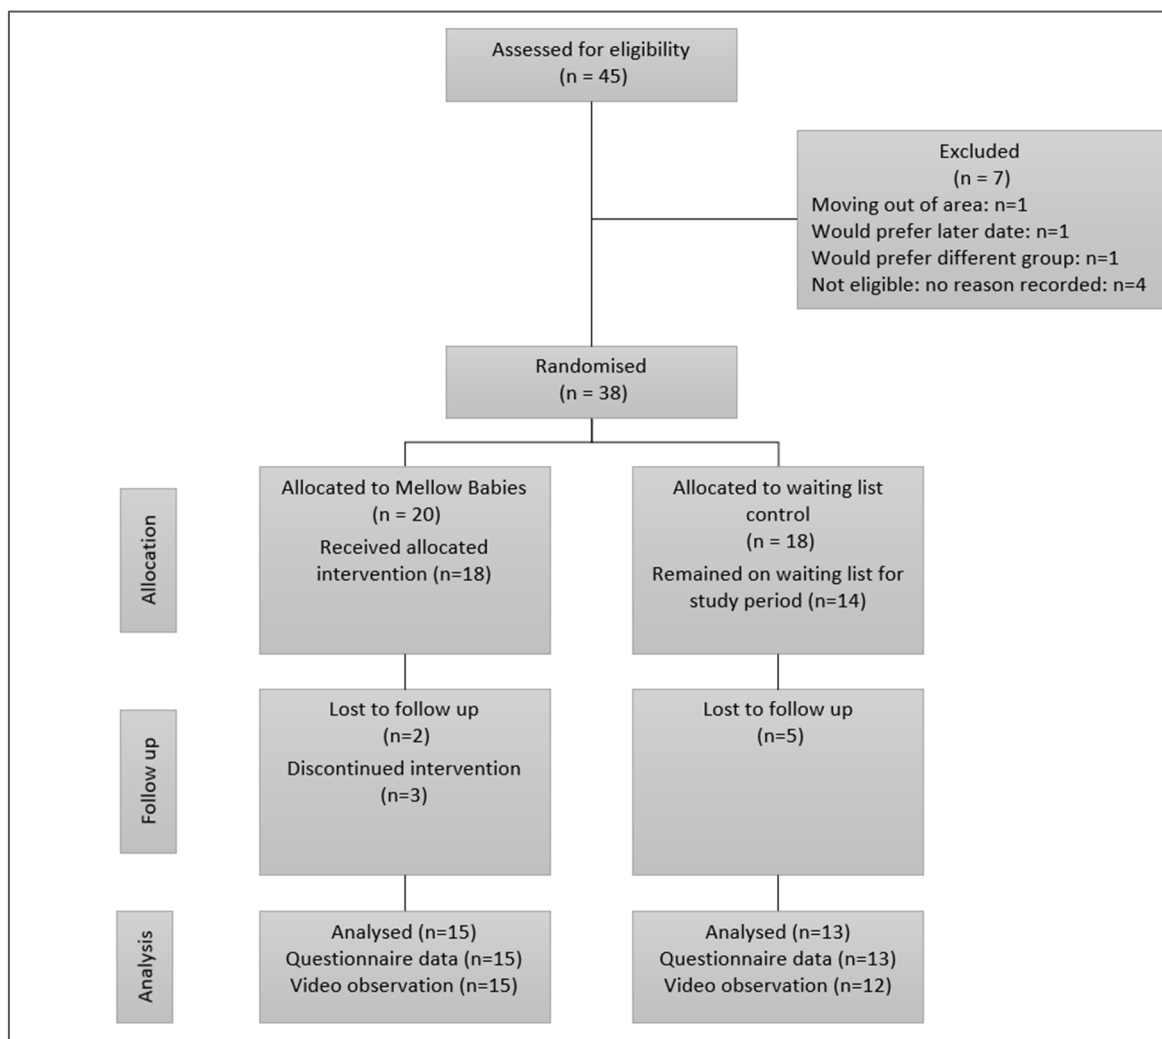 Assessed for eligibility
(n = 45)
Excluded
(n = 7)
Moving out of area: n=1
Would prefer later date: n=1
Would prefer different group: n=1
Not eligible: no reason recorded: n=4
Randomised
(n = 38)
Allocation
Allocated to Mellow Babies
(n = 20)
Received allocated
intervention (n=18)
Allocated to waiting list
control
(n = 18)
Remained on waiting list for
study period (n=14)
Follow up
Lost to follow up
(n=2)
Discontinued intervention
(n=3)
Lost to follow up
(n=5)
Analysis
Analysed (n=15)
Questionnaire data (n=15)
Video observation (n=15)
Analysed (n=13)
Questionnaire data (n=13)
Video observation (n=12)